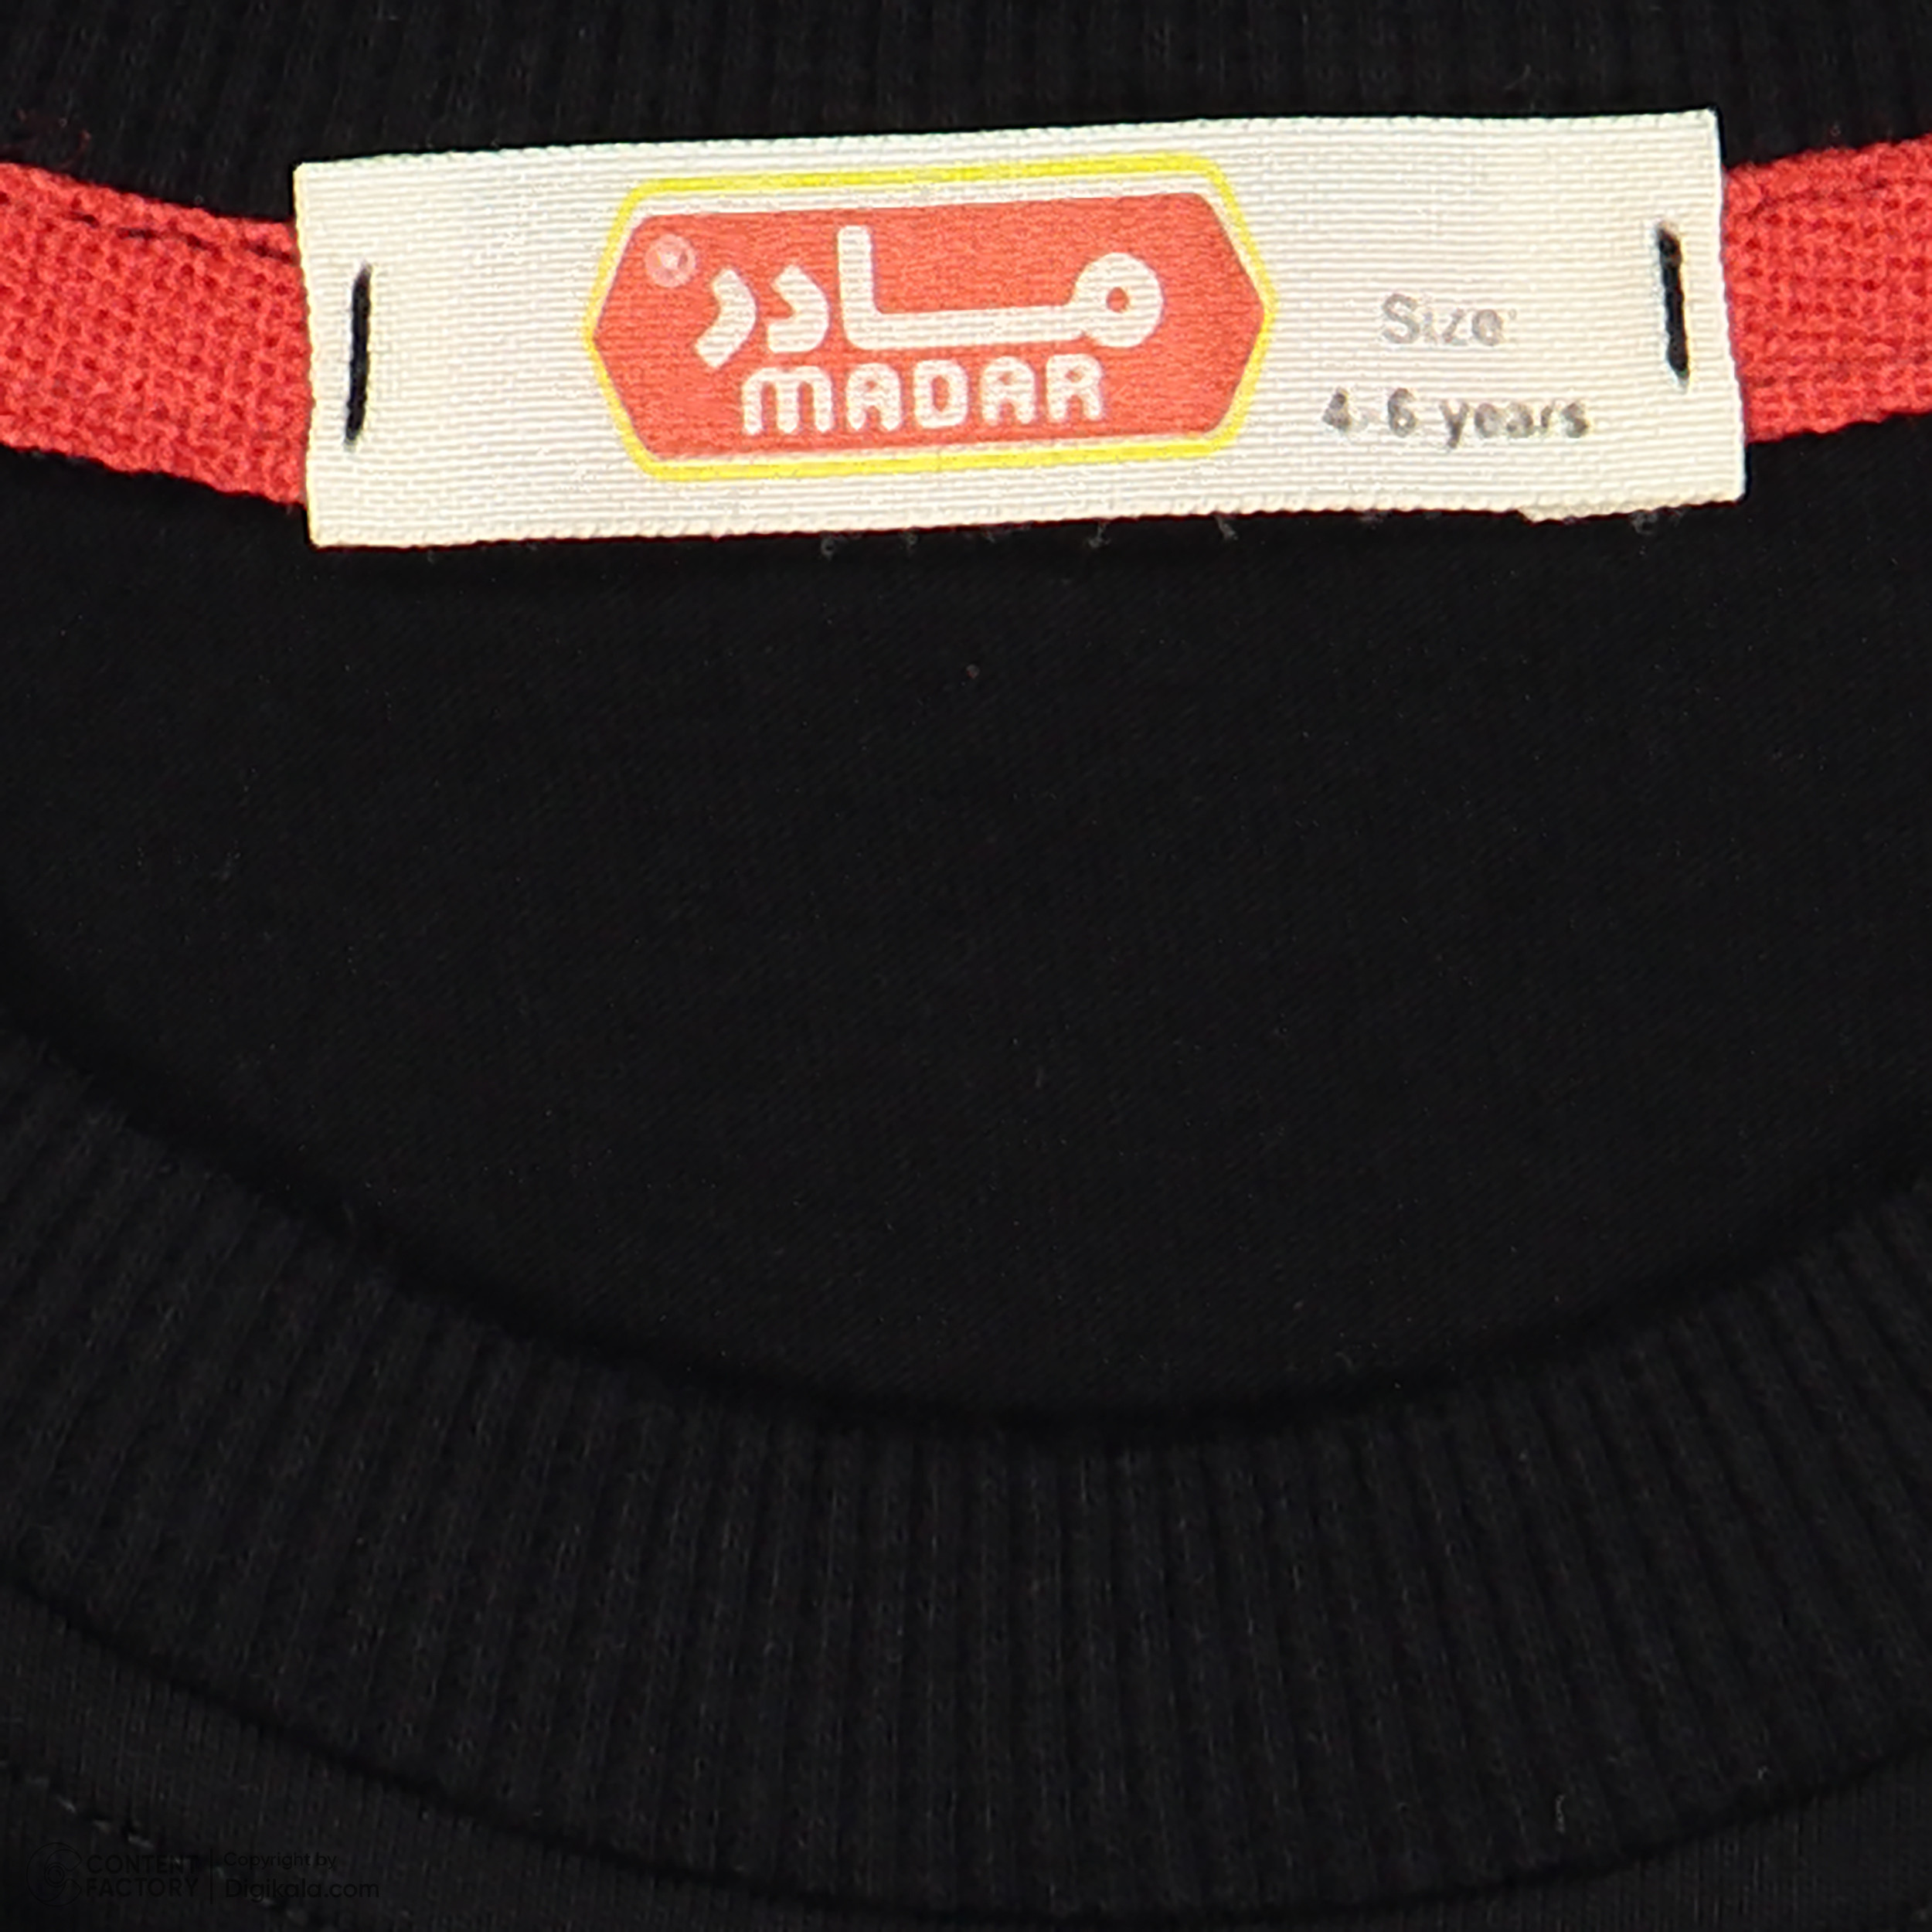 مادر
MADAR
Size
4-6 years
CONTENT
FACTORY
Copyright by
Digikala.com